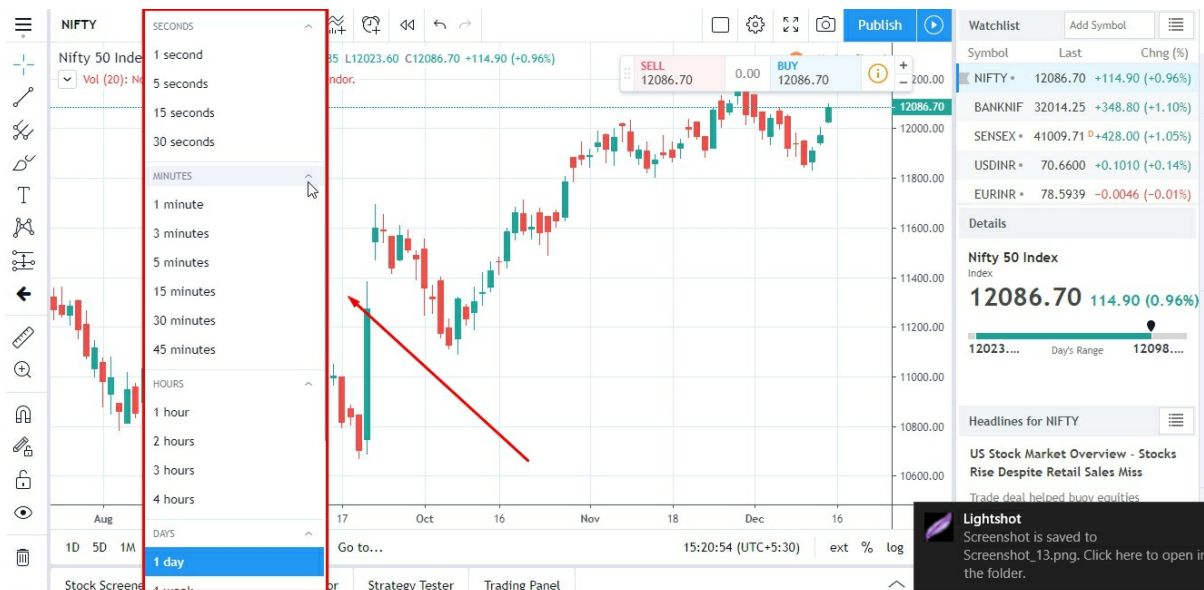 NIFTY
Publish
Nifty 50 Inde
L12023.60 C12086.70 +114.90 (+0.96%)
Vol (20):
SELL
12086.70
0.00
BUY
12086.70
SECONDS
1 second
5 seconds
15 seconds
30 seconds
MINUTES
1 minute
3 minutes
5 minutes
15 minutes
30 minutes
45 minutes
HOURS
1 hour
2 hours
3 hours
4 hours
DAYS
1 day
12086.70
12000.00
11800.00
11600.00
11400.00
11200.00
11000.00
10800.00
10600.00
Aug
17
Oct
16
Nov
18
Dec
16
1D 5D 1M
Go to...
15:20:54 (UTC+5:30)
ext % log
Stock Screene
Strategy Tester
Trading Panel
Watchlist
Add Symbol
Symbol Last Chng (%)
NIFTY 12086.70 +114.90 (+0.96%)
BANKNIF 32014.25 +348.80 (+1.10%)
SENSEX 41009.71 D +428.00 (+1.05%)
USDINR 70.6600 +0.1010 (+0.14%)
EURINR 78.5939 −0.0046 (−0.01%)
Details
Nifty 50 Index
Index
12086.70 114.90 (0.96%)
12023.... Day's Range 12098....
Headlines for NIFTY
US Stock Market Overview - Stocks
Rise Despite Retail Sales Miss
Trade deal helped buoy equities
Lightshot
Screenshot is saved to
Screenshot_13.png. Click here to open in
the folder.